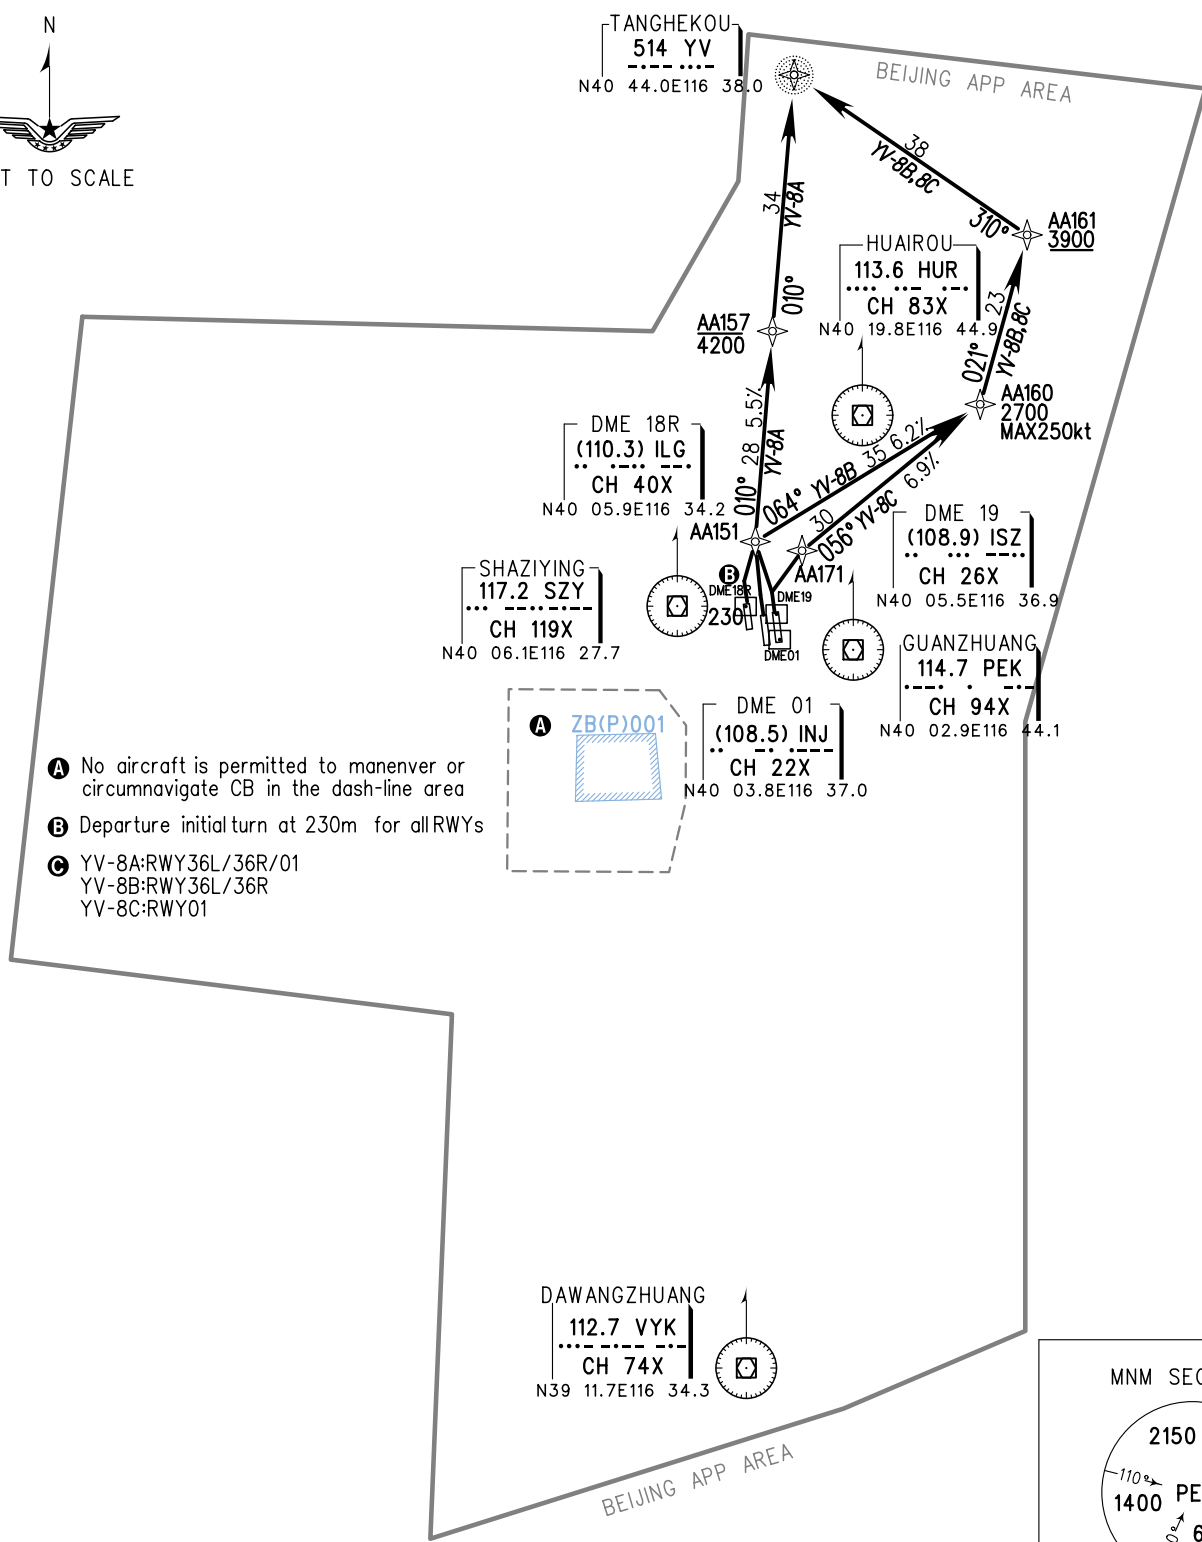 N
T TO SCALE
TANGHEKOU
514 YV
N40 44.0E116 38.0
BEIJING APP AREA
38
YV-8B,8C
310°
AA161
3900
34
YV-8A
010°
HUAIROU
113.6 HUR
CH 83X
N40 19.8E116 44.9
23
YV-8B,8C
021°
AA157
4200
AA160
2700
MAX250kt
DME 18R
(110.3) ILG
CH 40X
N40 05.9E116 34.2
28 5.5%
YV-8A
010°
064° YV-8B 35 6.2%
30
056° YV-8C 6.9%
AA151
AA171
DME 19
(108.9) ISZ
CH 26X
N40 05.5E116 36.9
SHAZIYING
117.2 SZY
CH 119X
N40 06.1E116 27.7
B
DME18R
230
DME19
DME01
GUANZHUANG
114.7 PEK
CH 94X
N40 02.9E116 44.1
A ZB(P)001
DME 01
(108.5) INJ
CH 22X
N40 03.8E116 37.0
A No aircraft is permitted to manenver or
circumnavigate CB in the dash-line area
B Departure initial turn at 230m for all RWYs
C YV-8A:RWY36L/36R/01
YV-8B:RWY36L/36R
YV-8C:RWY01
DAWANGZHUANG
112.7 VYK
CH 74X
N39 11.7E116 34.3
BEIJING APP AREA
MNM SEC
2150
110°
1400 PE
6